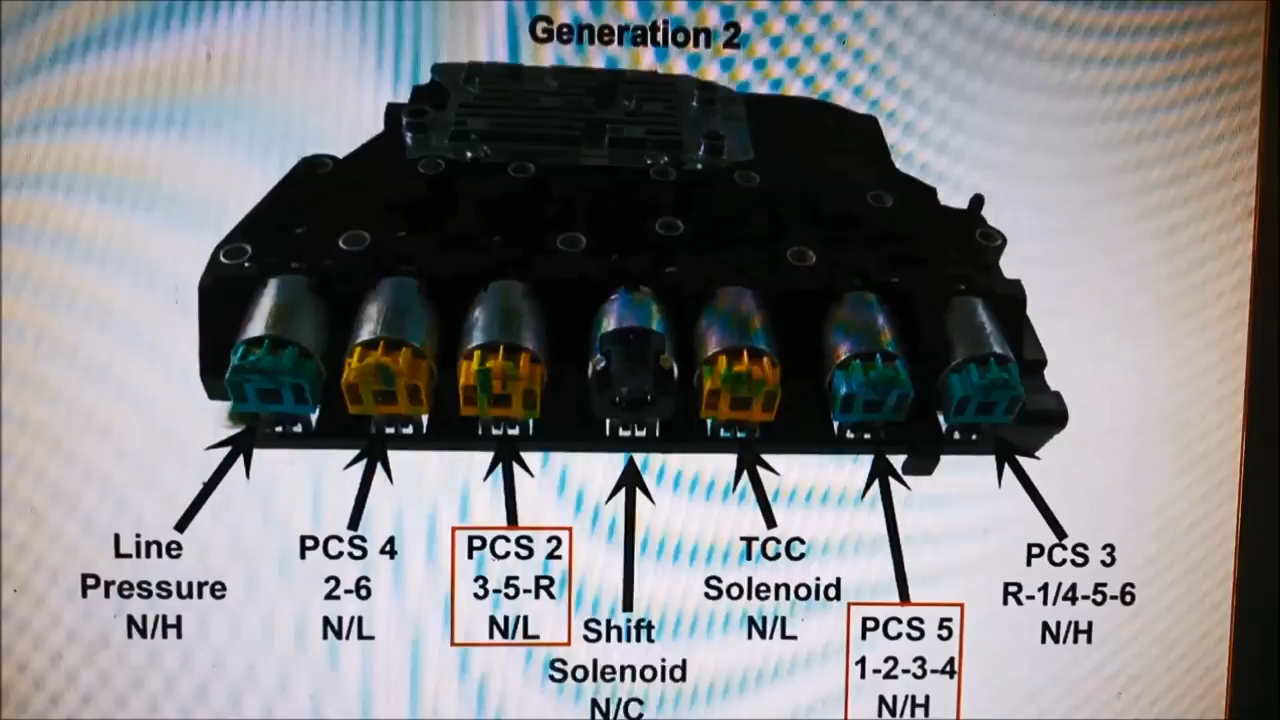 Generation 2
Line
Pressure
N/H
PCS 4
2-6
N/L
PCS 2
3-5-R
N/L
Shift
Solenoid
N/C
TCC
Solenoid
N/L
PCS 5
1-2-3-4
N/H
PCS 3
R-1/4-5-6
N/H